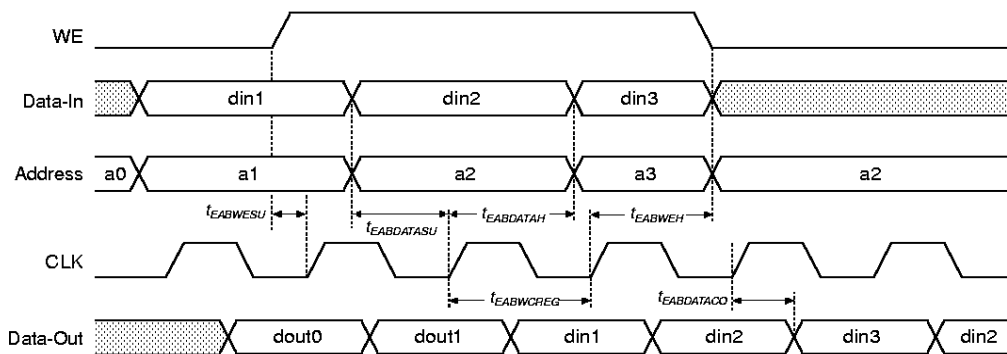 WE
Data-In din1 din2 din3
Address a0 a1 a2 a3 a2
tEABWESU tEABDATASU tEABDATAH tEABWEH
CLK
tEABWCREG tEABDATACO
Data-Out dout0 dout1 din1 din2 din3 din2